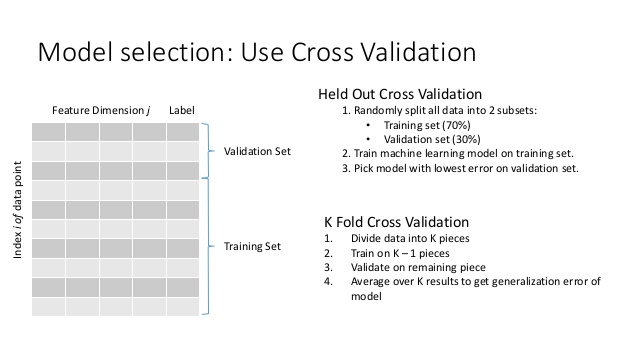 Model selection: Use Cross Validation
Feature Dimension j
Label
Index i of data point
Validation Set
Training Set
Held Out Cross Validation
1. Randomly split all data into 2 subsets:
• Training set (70%)
• Validation set (30%)
2. Train machine learning model on training set.
3. Pick model with lowest error on validation set.
K Fold Cross Validation
1. Divide data into K pieces
2. Train on K – 1 pieces
3. Validate on remaining piece
4. Average over K results to get generalization error of
model